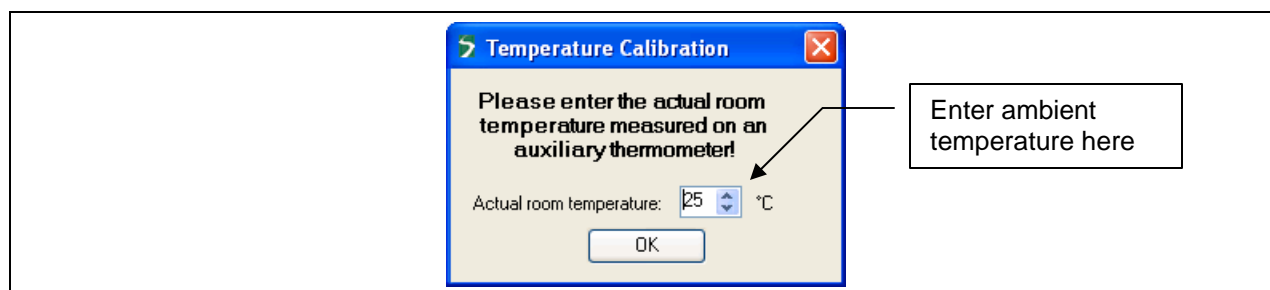 Temperature Calibration
Please enter the actual room
temperature measured on an
auxiliary thermometer!
Actual room temperature: 25 °C
OK
Enter ambient
temperature here